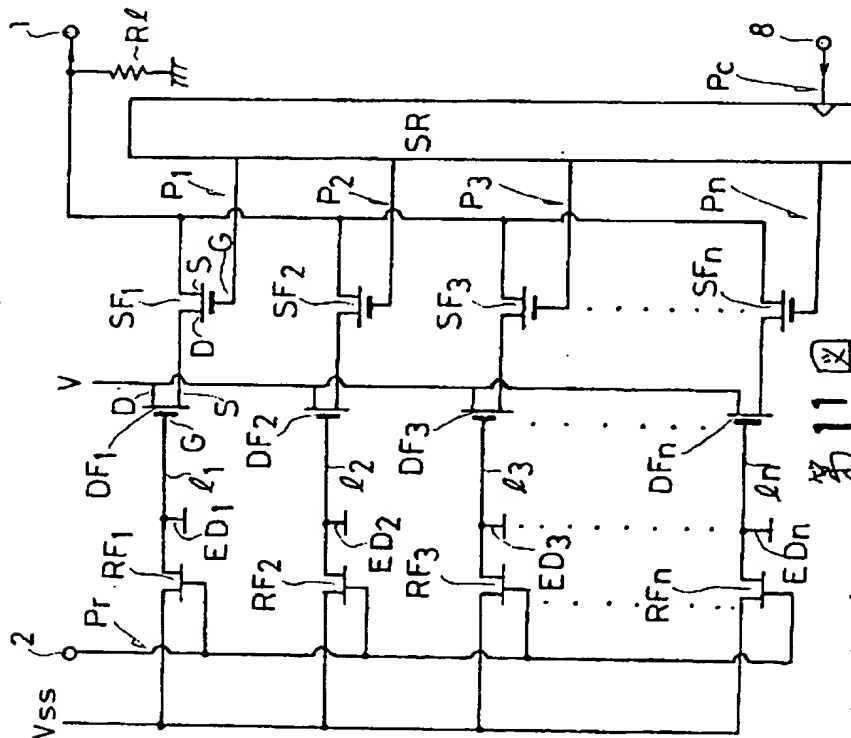 1
Rℓ
8
Pc
SR
P1
P2
P3
Pn
G
S
D
SF1
SF2
SF3
SFn
V
D
S
G
DF1
DF2
DF3
DFn
ℓ1
ℓ2
ℓ3
ℓn
ED1
ED2
ED3
EDn
RF1
RF2
RF3
RFn
Pr
2
Vss
第11図